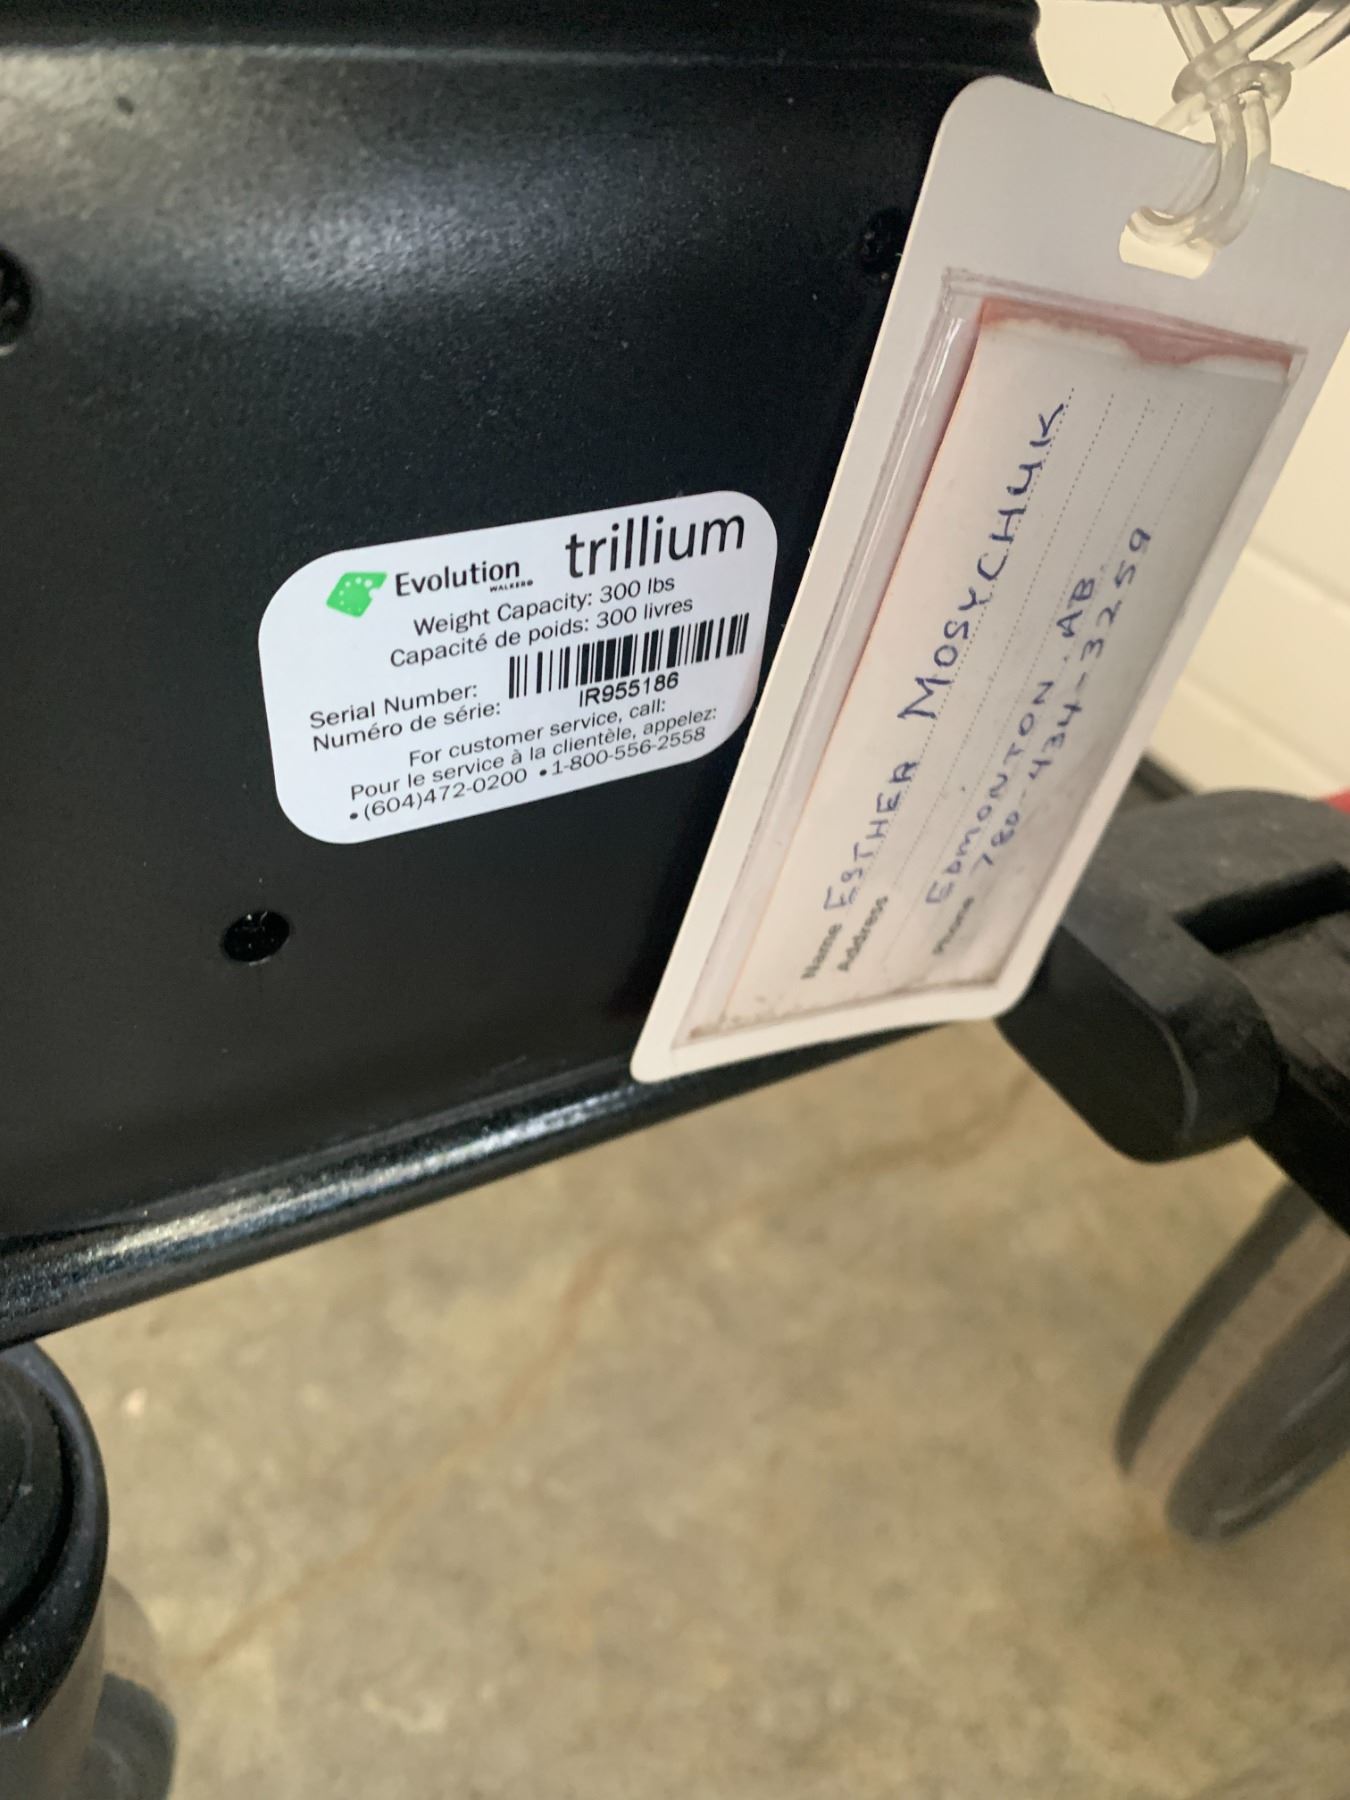 Evolution trillium
WALKER
Weight Capacity: 300 lbs
Capacité de poids: 300 livres
Serial Number:
Numéro de série:
IR955186
For customer service, call:
Pour le service à la clientèle, appelez:
•(604)472-0200 •1-800-556-2558
Name ESTHER MOSYCHUK
Address
EDMONTON AB
Phone 780-434-3259